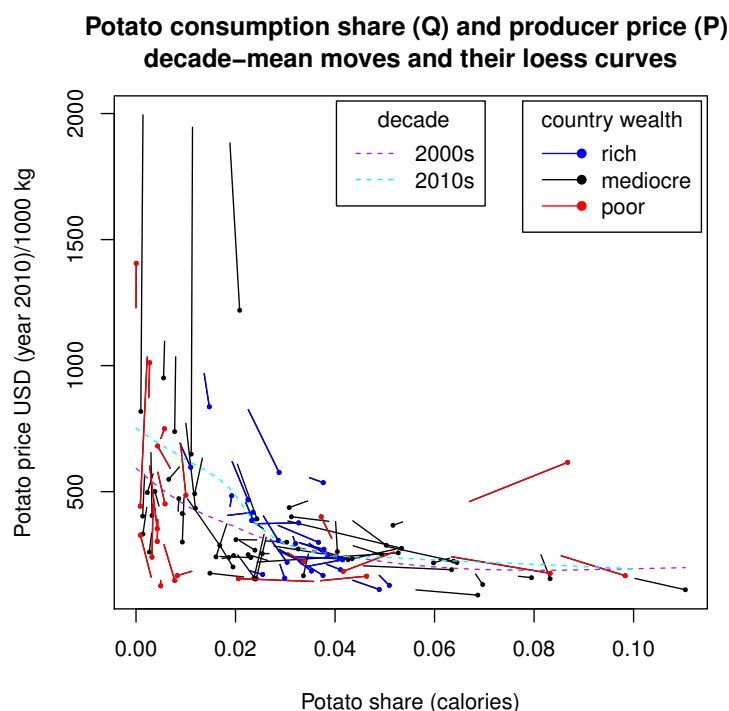 Potato consumption share (Q) and producer price (P)
decade−mean moves and their loess curves
decade
2000s
2010s
country wealth
rich
mediocre
poor
Potato price USD (year 2010)/1000 kg
2000
1500
1000
500
0.00 0.02 0.04 0.06 0.08 0.10
Potato share (calories)